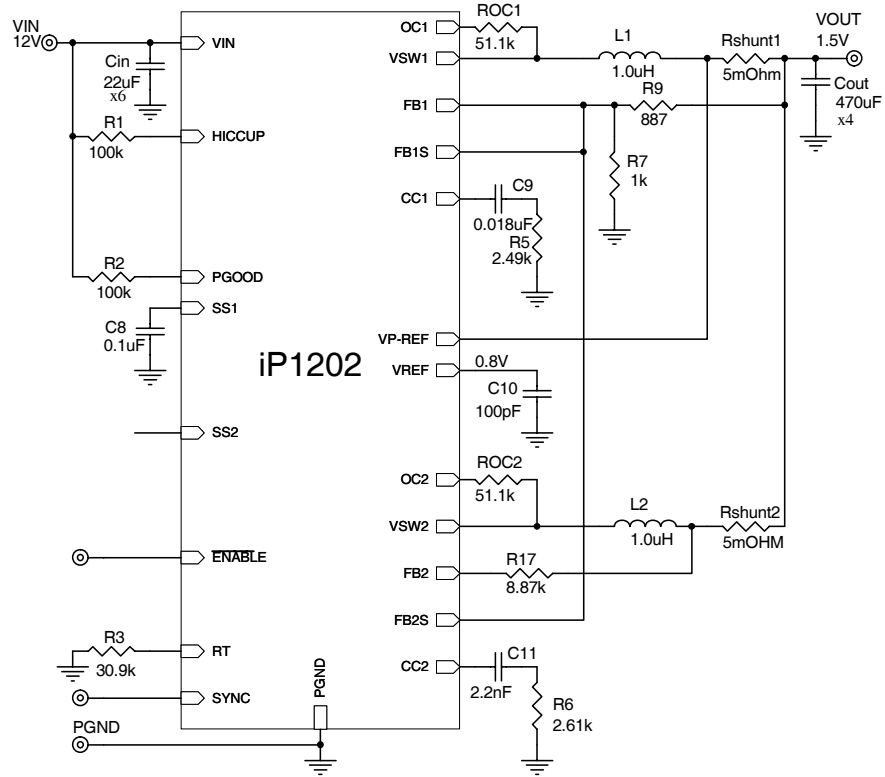 VIN
12V
VIN
Cin
22uF
x6
R1
100k
HICCUP
R2
100k
PGOOD
SS1
C8
0.1uF
SS2
ENABLE
R3
30.9k
RT
SYNC
PGND
PGND
iP1202
OC1
ROC1
51.1k
VSW1
L1
1.0uH
Rshunt1
5mOhm
VOUT
1.5V
Cout
470uF
x4
FB1
R9
887
FB1S
R7
1k
CC1
C9
0.018uF
R5
2.49k
VP-REF
VREF
0.8V
C10
100pF
OC2
ROC2
51.1k
VSW2
L2
1.0uH
Rshunt2
5mOHM
FB2
R17
8.87k
FB2S
CC2
C11
2.2nF
R6
2.61k